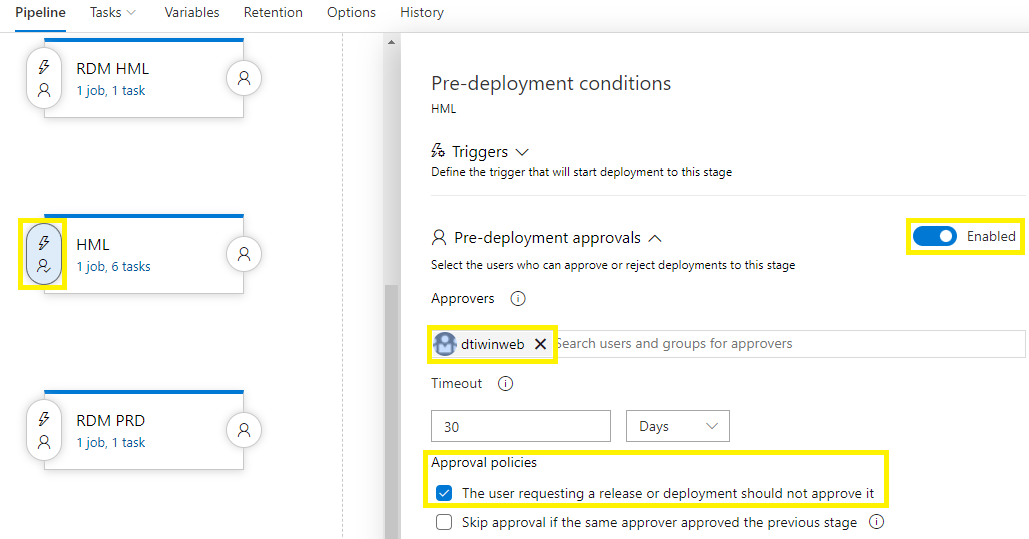 Pipeline Tasks Variables Retention Options History
RDM HML
1 job, 1 task
HML
1 job, 6 tasks
RDM PRD
1 job, 1 task
Pre-deployment conditions
HML
Triggers
Define the trigger that will start deployment to this stage
Pre-deployment approvals
Enabled
Select the users who can approve or reject deployments to this stage
Approvers
dtiwinweb Search users and groups for approvers
Timeout
30 Days
Approval policies
The user requesting a release or deployment should not approve it
Skip approval if the same approver approved the previous stage